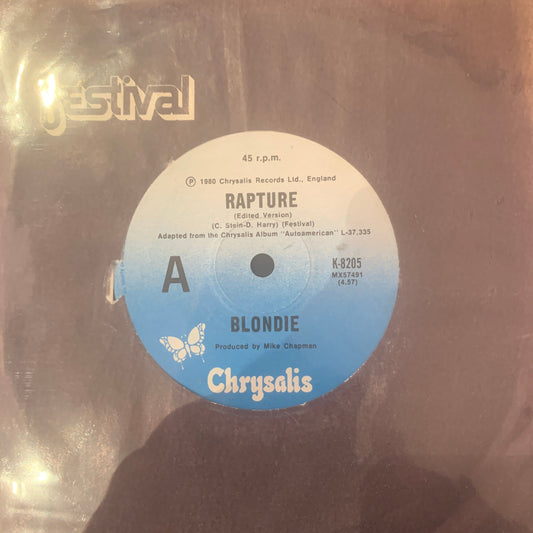 Festival
45 r.p.m.
Ⓟ 1980 Chrysalis Records Ltd., England
RAPTURE
(Edited Version)
(C. Stein-D. Harry) (Festival)
Adapted from the Chrysalis Album "Autoamerican" L-37,335
A
K-8205
MX57491
(4.57)
BLONDIE
Produced by Mike Chapman
Chrysalis